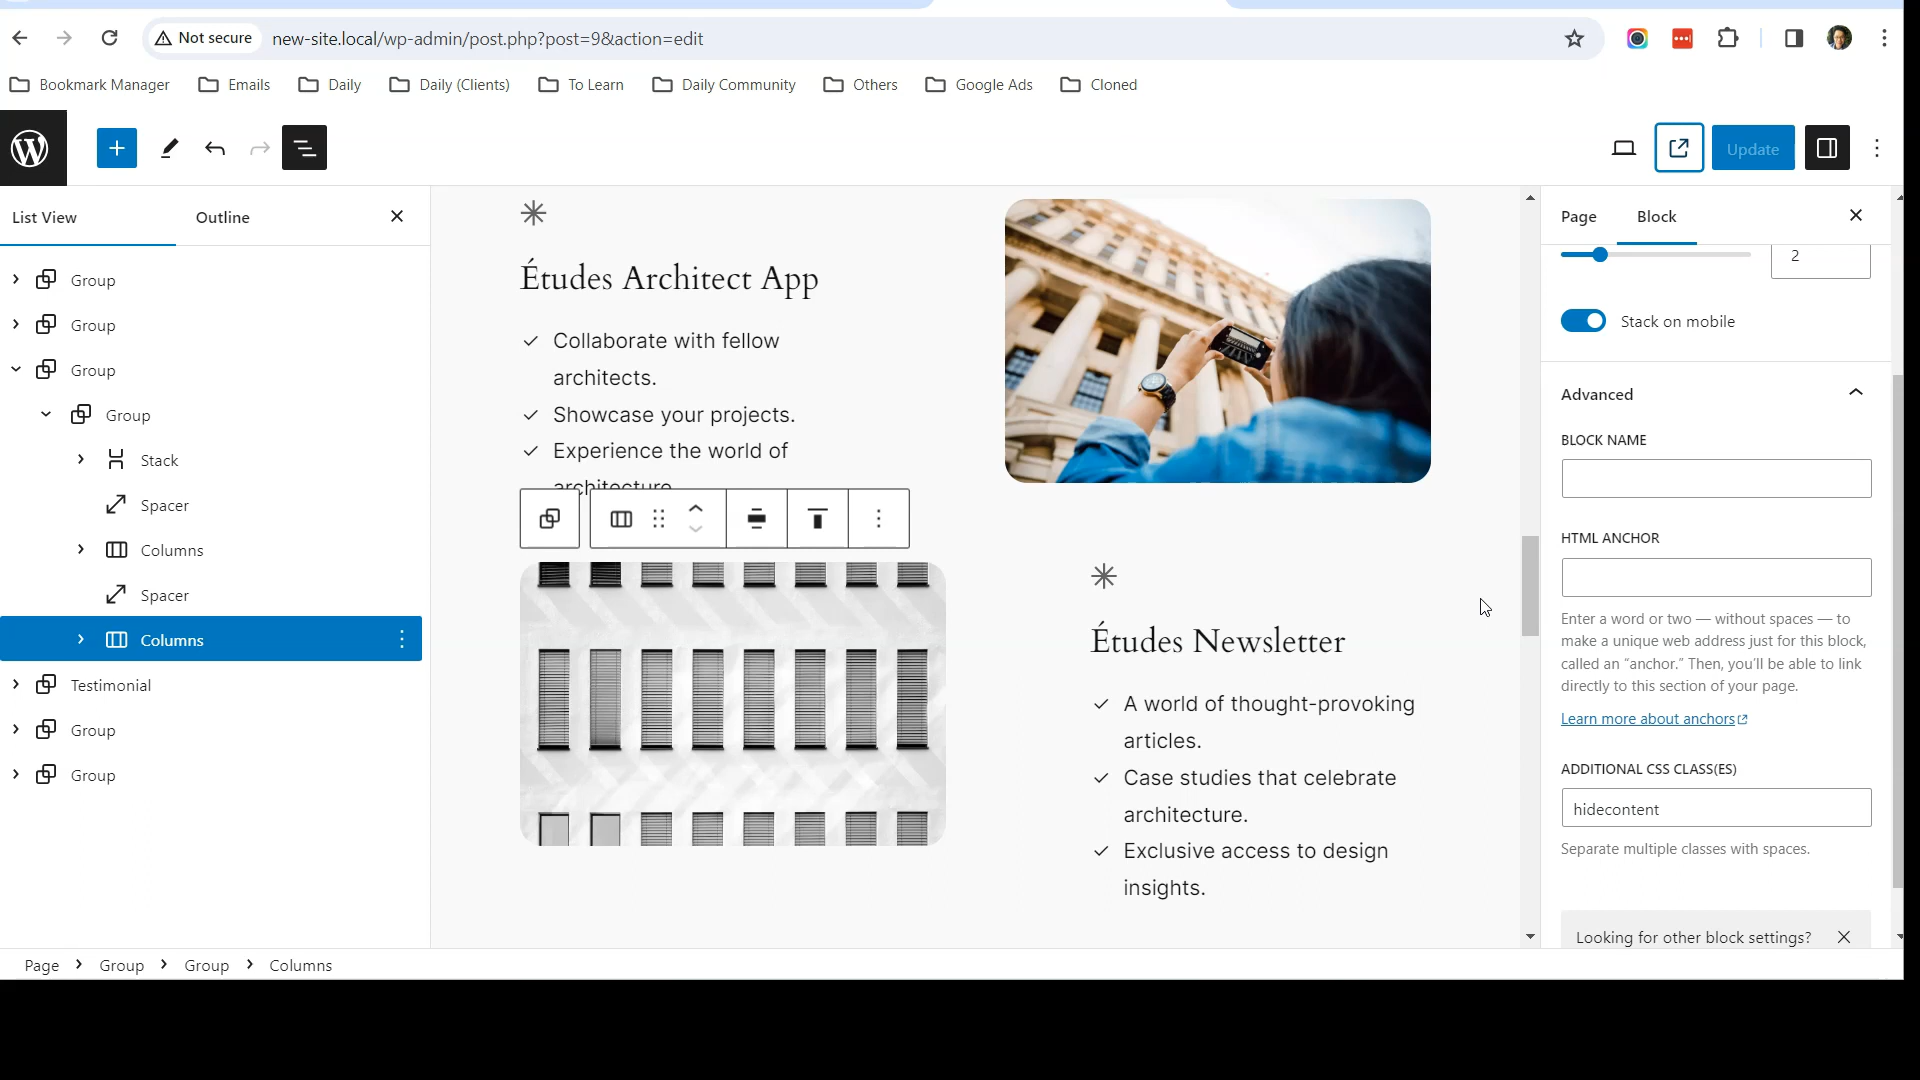 Not secure
new-site.local/wp-admin/post.php?post=9&action=edit
Bookmark Manager
Emails
Daily
Daily (Clients)
To Learn
Daily Community
Others
Google Ads
Cloned
Update
List View
Outline
Group
Group
Group
Group
Stack
Spacer
Columns
Spacer
Columns
Testimonial
Group
Group
Études Architect App
Collaborate with fellow
architects.
Showcase your projects.
Experience the world of
architecture.
Études Newsletter
A world of thought-provoking
articles.
Case studies that celebrate
architecture.
Exclusive access to design
insights.
Page
Block
2
Stack on mobile
Advanced
BLOCK NAME
HTML ANCHOR
Enter a word or two — without spaces — to
make a unique web address just for this block,
called an “anchor.” Then, you’ll be able to link
directly to this section of your page.
Learn more about anchors
ADDITIONAL CSS CLASS(ES)
hidecontent
Separate multiple classes with spaces.
Looking for other block settings?
Page > Group > Group > Columns